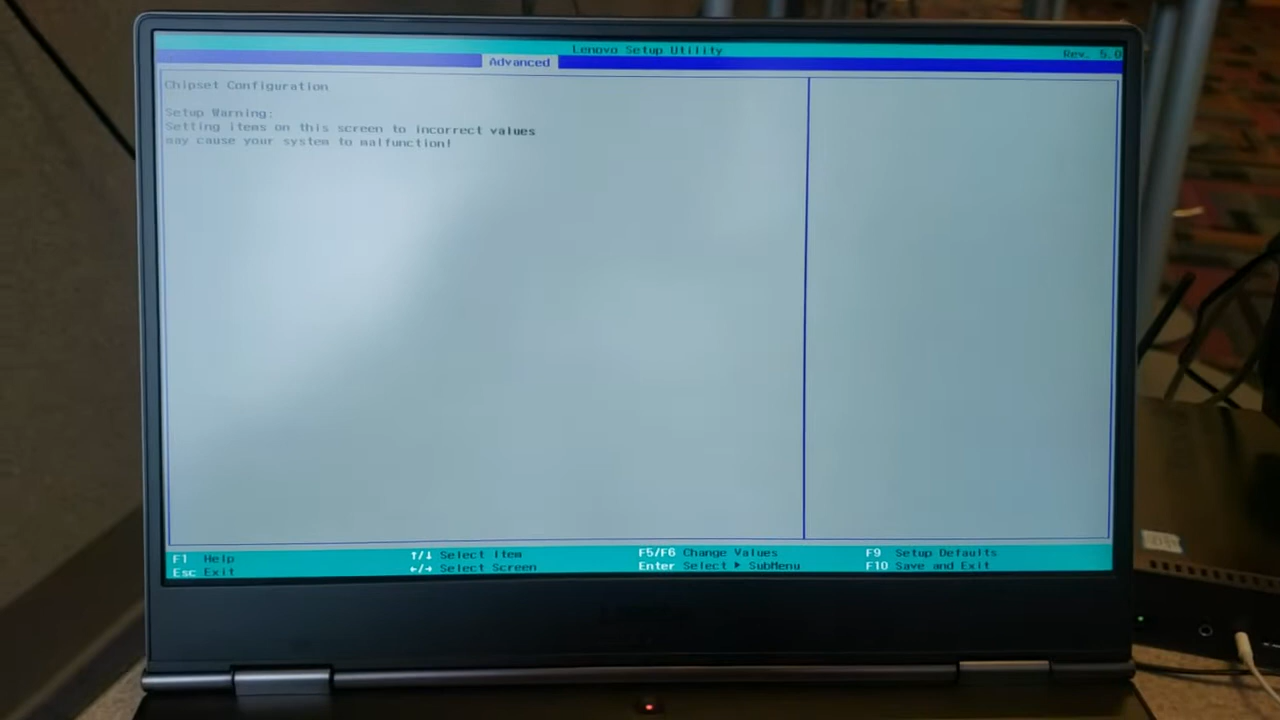 Lenovo Setup Utility
Rev. 5.0
Advanced
Chipset Configuration
Setup Warning:
Setting items on this screen to incorrect values
may cause your system to malfunction!
F1 Help ↑/↓ Select Item F5/F6 Change Values F9 Setup Defaults
Esc Exit ←/→ Select Screen Enter Select ▶ SubMenu F10 Save and Exit